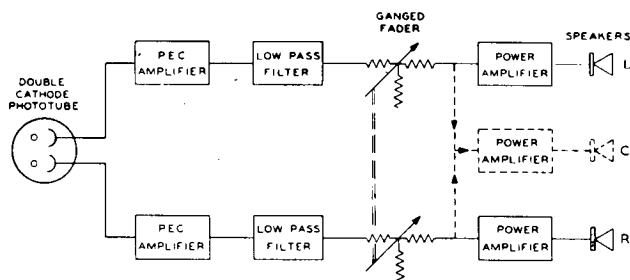 GANGED
FADER
SPEAKERS
PEC
AMPLIFIER
LOW PASS
FILTER
POWER
AMPLIFIER
L
DOUBLE
CATHODE
PHOTOTUBE
POWER
AMPLIFIER
C
PEC
AMPLIFIER
LOW PASS
FILTER
POWER
AMPLIFIER
R